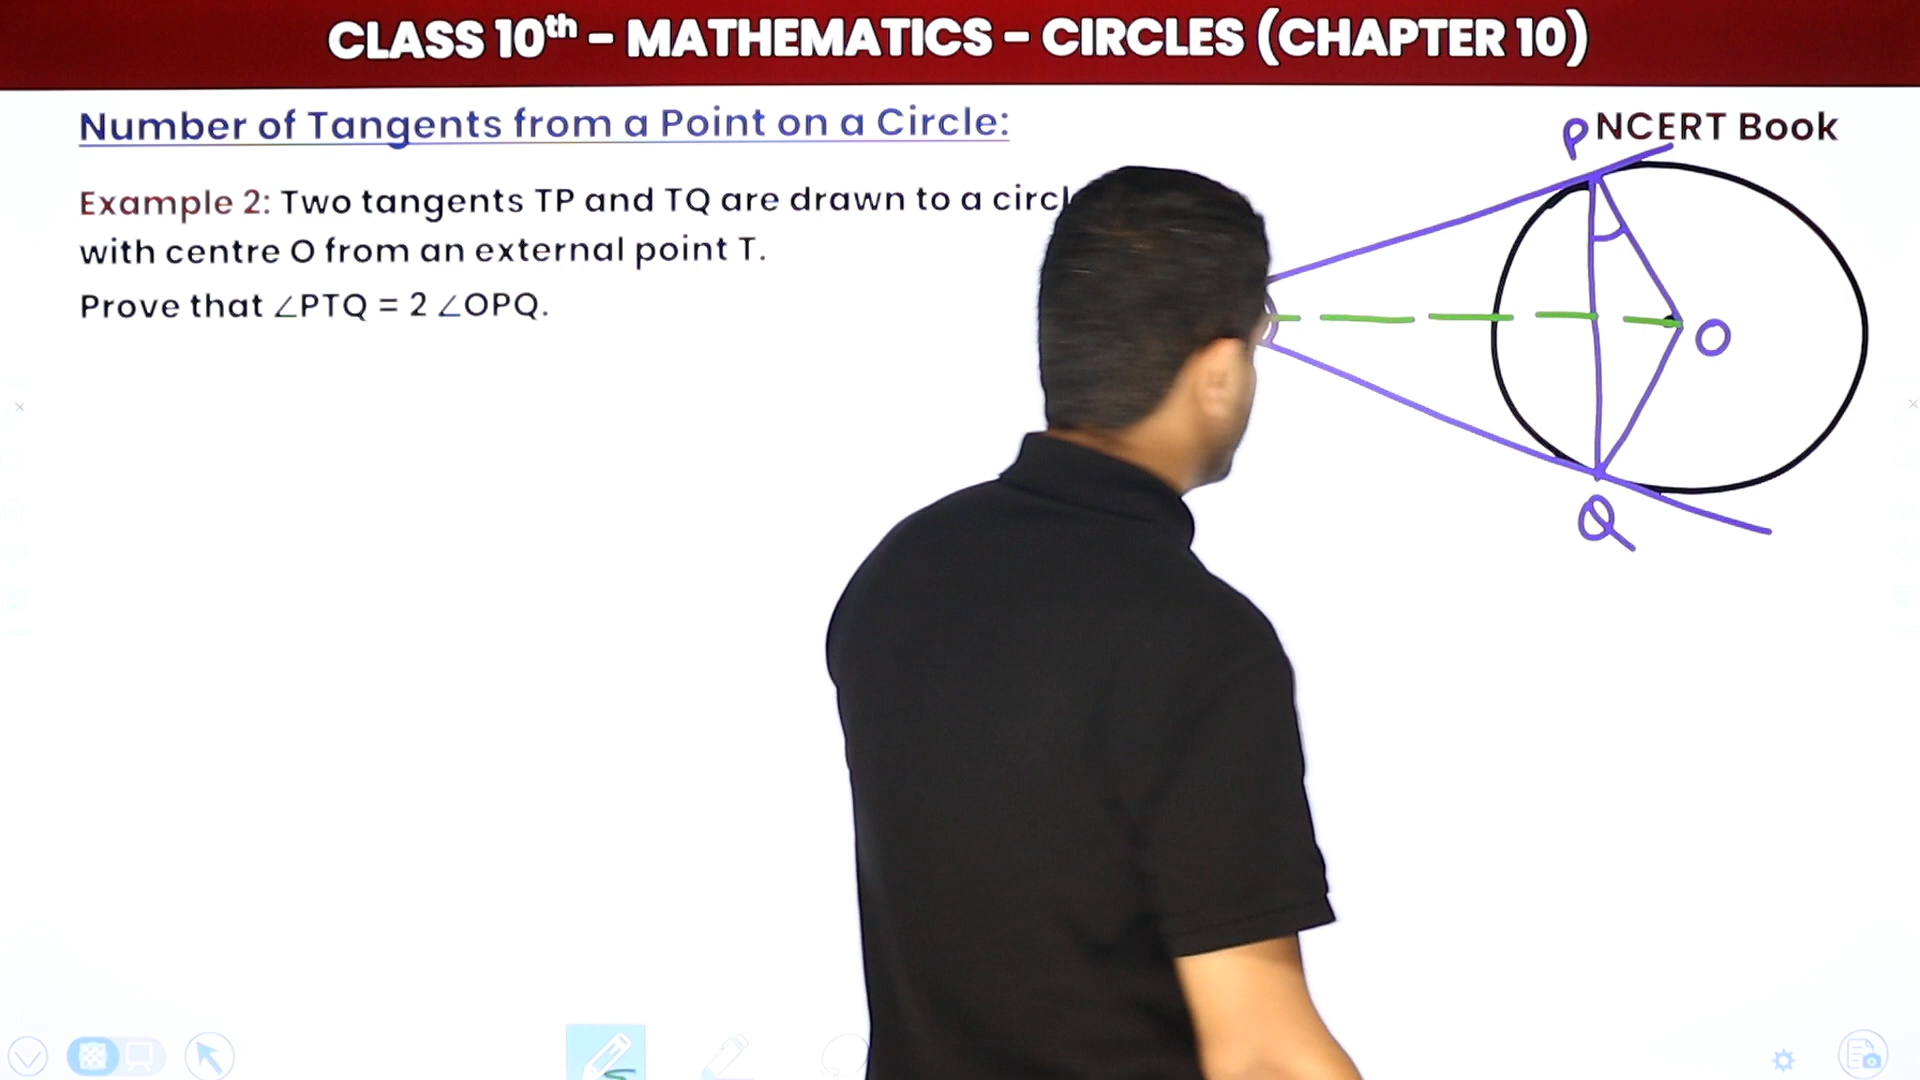 CLASS 10th - MATHEMATICS - CIRCLES (CHAPTER 10)
Number of Tangents from a Point on a Circle:
NCERT Book
P
Example 2: Two tangents TP and TQ are drawn to a
with centre O from an external point T.
Prove that ∠PTQ = 2 ∠OPQ.
O
Q